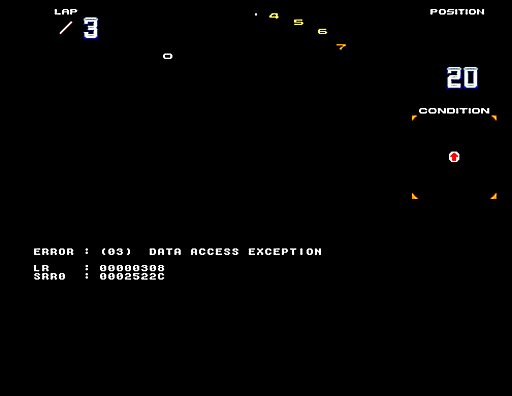 LAP
/ 3
0
4
5
6
7
POSITION
20
CONDITION
ERROR : (03) DATA ACCESS EXCEPTION
LR : 00000308
SRR0 : 0002522C